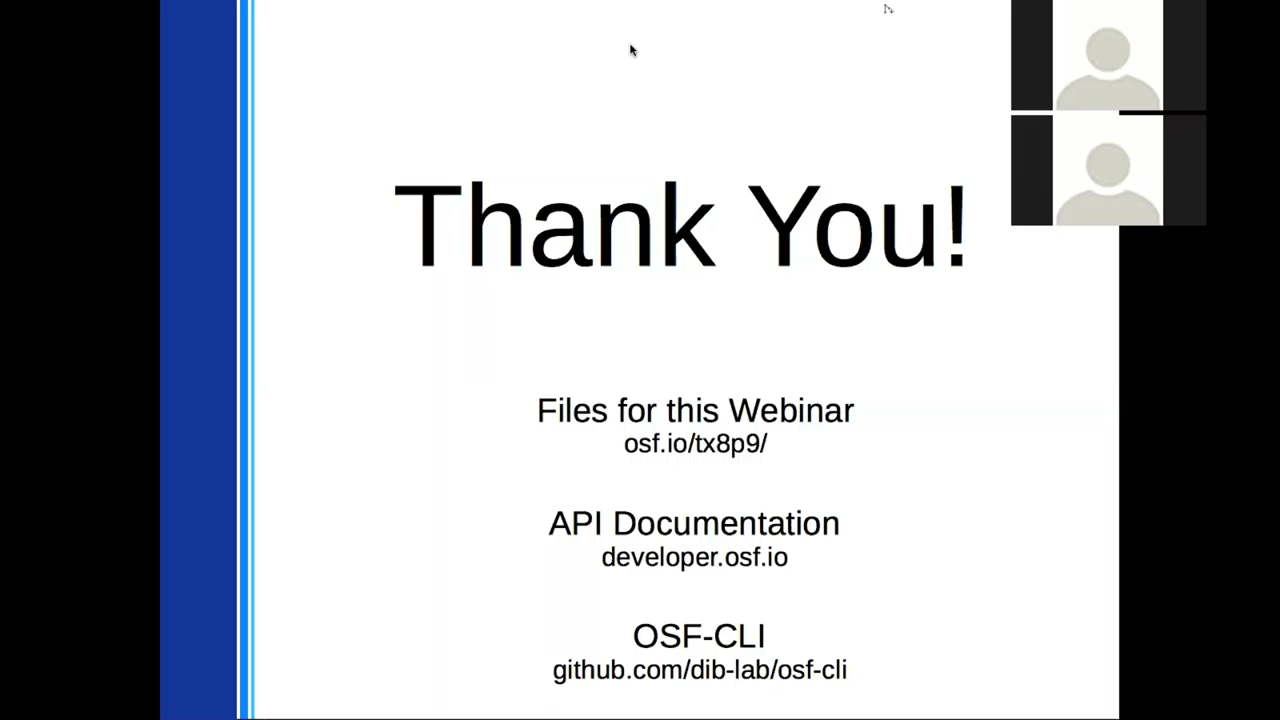 Thank You!
Files for this Webinar
osf.io/tx8p9/
API Documentation
developer.osf.io
OSF-CLI
github.com/dib-lab/osf-cli